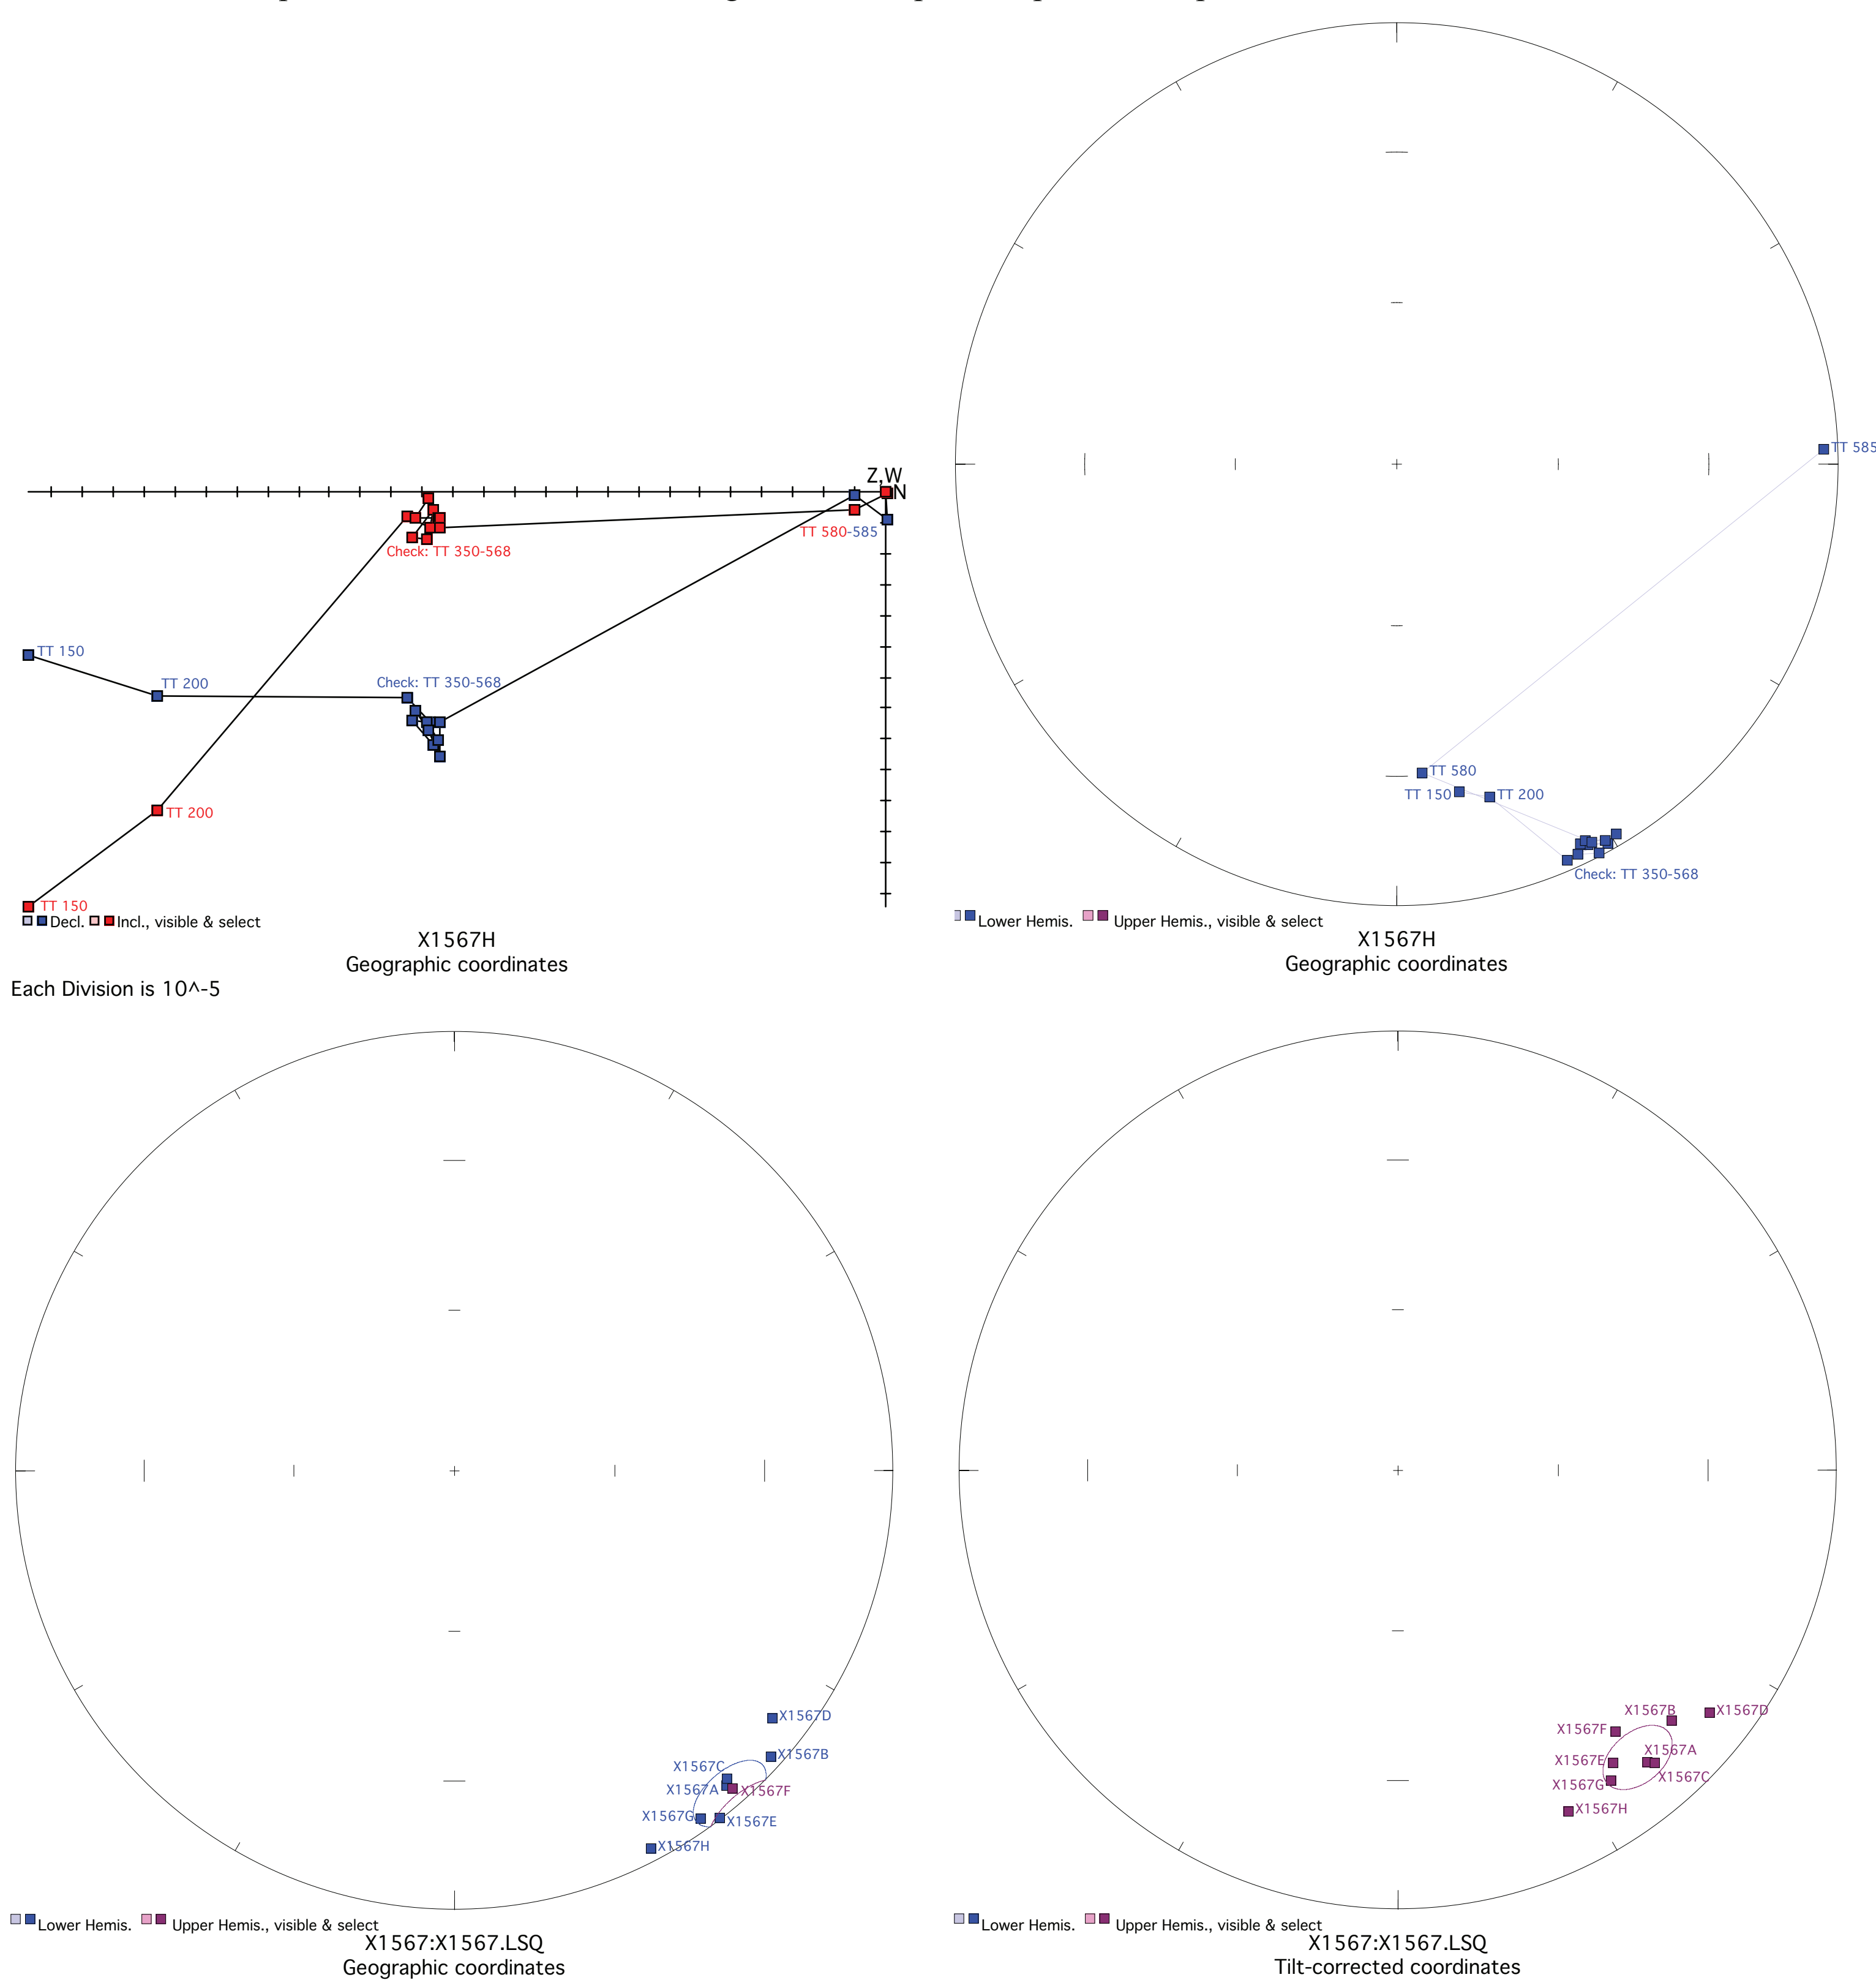 Z,W
N
TT 580-585
Check: TT 350-568
TT 150
TT 200
Check: TT 350-568
TT 200
TT 150
Decl. Incl., visible & select
X1567H
Geographic coordinates
Each Division is 10^-5
TT 585
TT 580
TT 150
TT 200
Check: TT 350-568
Lower Hemis. Upper Hemis., visible & select
X1567H
Geographic coordinates
X1567D
X1567B
X1567C
X1567A
X1567F
X1567G
X1567E
X1567H
Lower Hemis. Upper Hemis., visible & select
X1567:X1567.LSQ
Geographic coordinates
X1567B
X1567D
X1567F
X1567A
X1567E
X1567C
X1567G
X1567H
Lower Hemis. Upper Hemis., visible & select
X1567:X1567.LSQ
Tilt-corrected coordinates